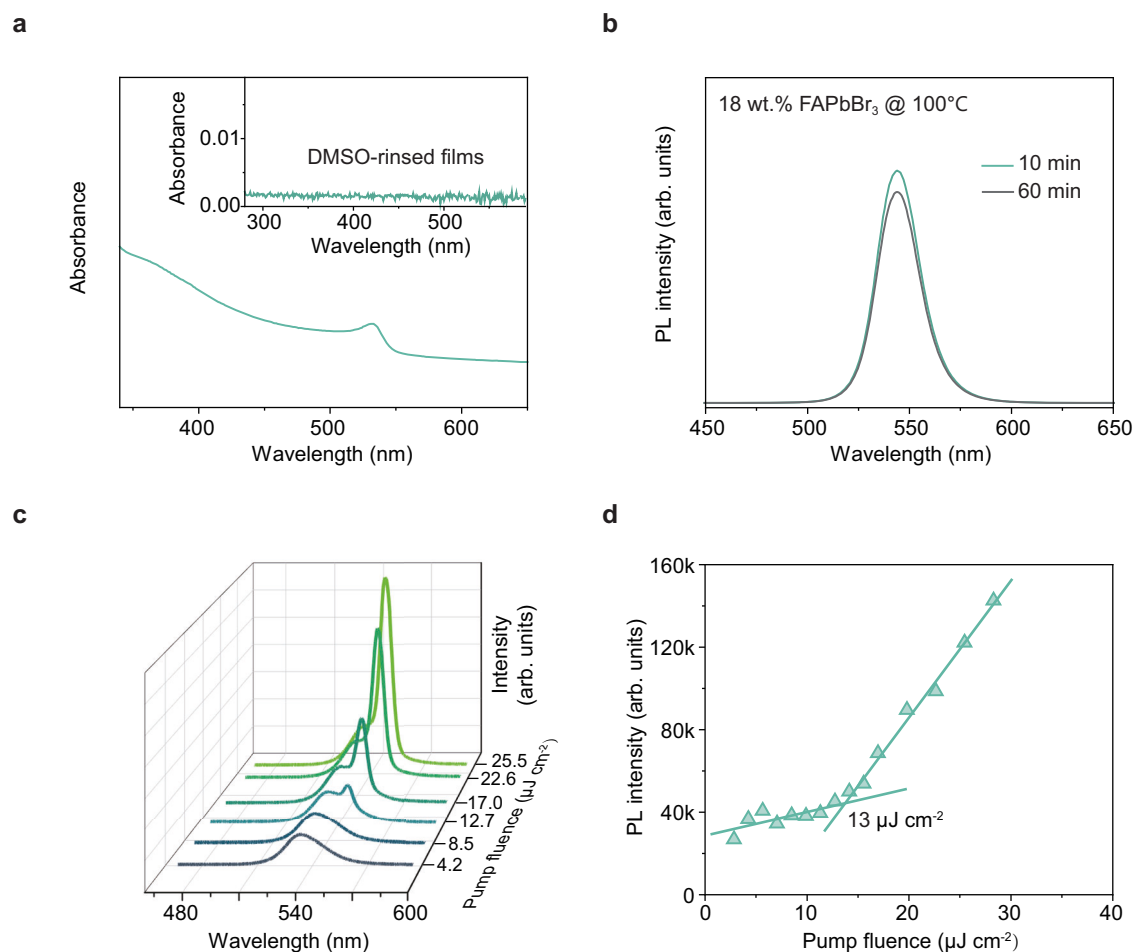 a
Absorbance
400
500
600
Wavelength (nm)
Absorbance
0.01
0.00
DMSO-rinsed films
300
400
500
Wavelength (nm)
b
18 wt.% FAPbBr₃ @ 100°C
10 min
60 min
PL intensity (arb. units)
450
500
550
600
650
Wavelength (nm)
c
Intensity
(arb. units)
25.5
22.6
17.0
12.7
8.5
4.2
Pump fluence (μJ cm⁻²)
480
540
600
Wavelength (nm)
d
PL intensity (arb. units)
160k
120k
80k
40k
0
13 μJ cm⁻²
0
10
20
30
40
Pump fluence (μJ cm⁻²)